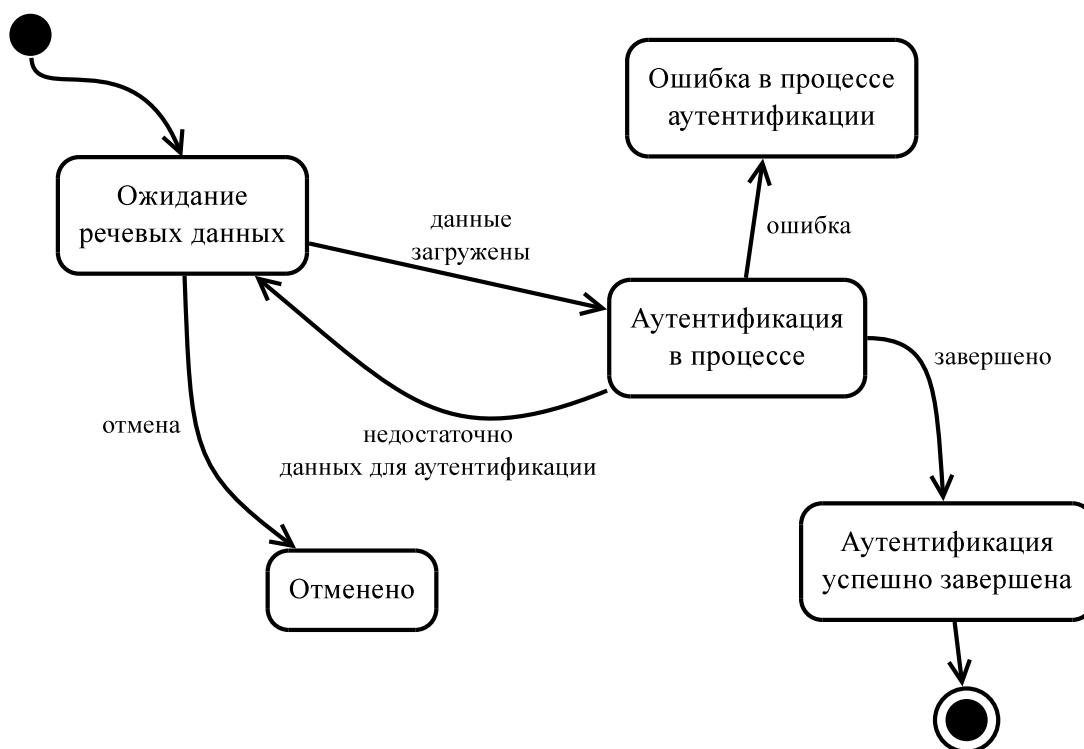 Ошибка в процессе
аутентификации
Ожидание
речевых данных
данные
загружены
ошибка
Аутентификация
в процессе
завершено
отмена
недостаточно
данных для аутентификации
Аутентификация
успешно завершена
Отменено